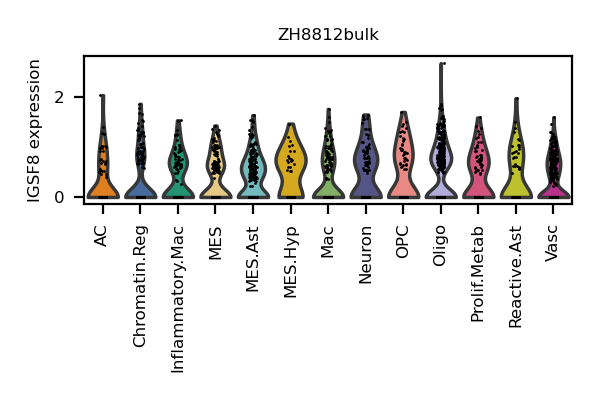 ZH8812bulk
IGSF8 expression
2
0
AC
Chromatin.Reg
Inflammatory.Mac
MES
MES.Ast
MES.Hyp
Mac
Neuron
OPC
Oligo
Prolif.Metab
Reactive.Ast
Vasc